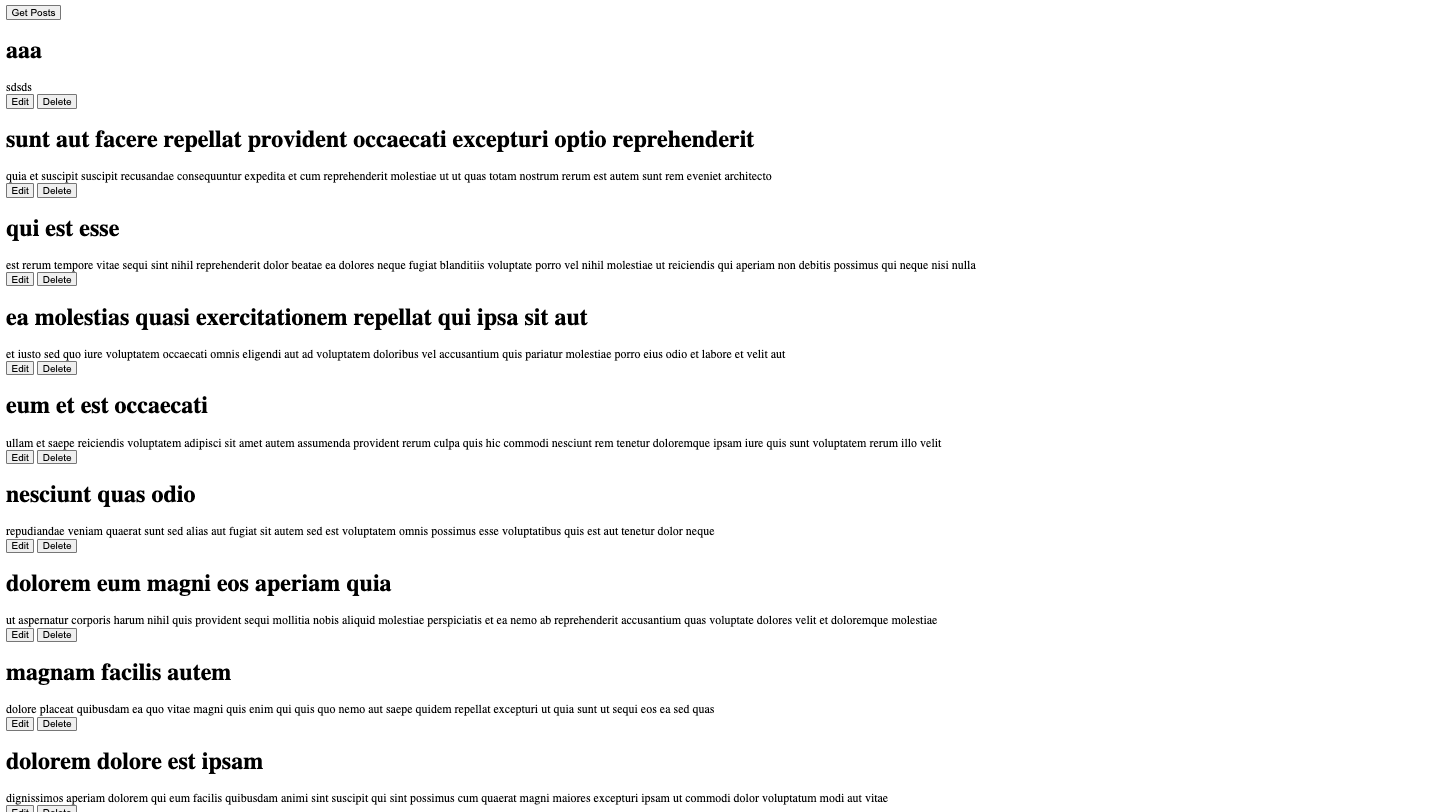 Get Posts
aaa
sdsds
Edit Delete
sunt aut facere repellat provident occaecati excepturi optio reprehenderit
quia et suscipit suscipit recusandae consequuntur expedita et cum reprehenderit molestiae ut ut quas totam nostrum rerum est autem sunt rem eveniet architecto
Edit Delete
qui est esse
est rerum tempore vitae sequi sint nihil reprehenderit dolor beatae ea dolores neque fugiat blanditiis voluptate porro vel nihil molestiae ut reiciendis qui aperiam non debitis possimus qui neque nisi nulla
Edit Delete
ea molestias quasi exercitationem repellat qui ipsa sit aut
et iusto sed quo iure voluptatem occaecati omnis eligendi aut ad voluptatem doloribus vel accusantium quis pariatur molestiae porro eius odio et labore et velit aut
Edit Delete
eum et est occaecati
ullam et saepe reiciendis voluptatem adipisci sit amet autem assumenda provident rerum culpa quis hic commodi nesciunt rem tenetur doloremque ipsam iure quis sunt voluptatem rerum illo velit
Edit Delete
nesciunt quas odio
repudiandae veniam quaerat sunt sed alias aut fugiat sit autem sed est voluptatem omnis possimus esse voluptatibus quis est aut tenetur dolor neque
Edit Delete
dolorem eum magni eos aperiam quia
ut aspernatur corporis harum nihil quis provident sequi mollitia nobis aliquid molestiae perspiciatis et ea nemo ab reprehenderit accusantium quas voluptate dolores velit et doloremque molestiae
Edit Delete
magnam facilis autem
dolore placeat quibusdam ea quo vitae magni quis enim qui quis quo nemo aut saepe quidem repellat excepturi ut quia sunt ut sequi eos ea sed quas
Edit Delete
dolorem dolore est ipsam
dignissimos aperiam dolorem qui eum facilis quibusdam animi sint suscipit qui sint possimus cum quaerat magni maiores excepturi ipsam ut commodi dolor voluptatum modi aut vitae
Edit Delete